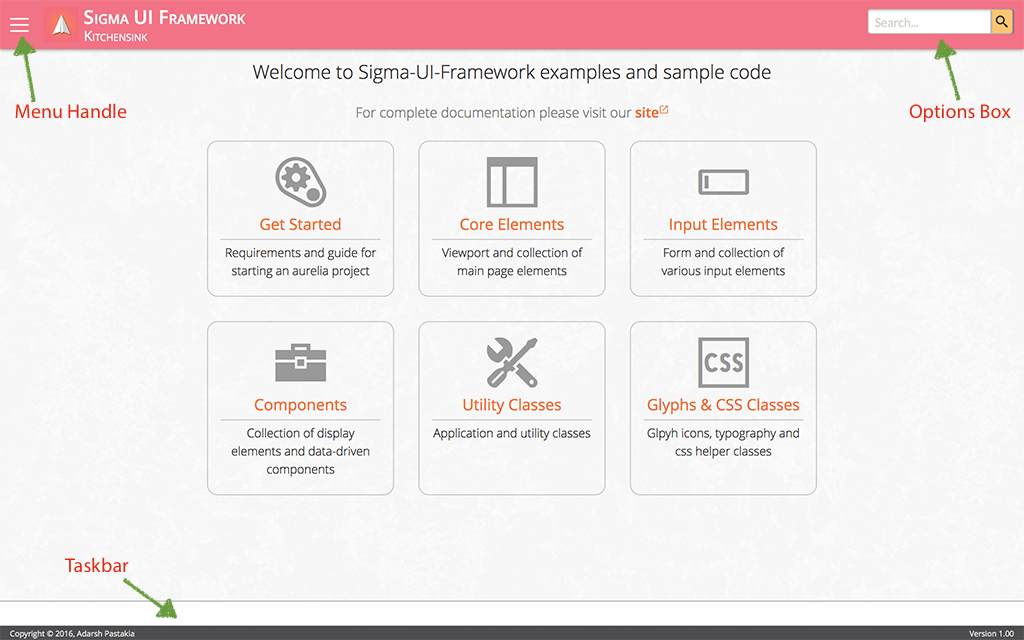 SIGMA UI FRAMEWORK
KITCHENSINK
Search...
Menu Handle
Options Box
Welcome to Sigma-UI-Framework examples and sample code
For complete documentation please visit our site
Get Started
Requirements and guide for
starting an aurelia project
Core Elements
Viewport and collection of
main page elements
Input Elements
Form and collection of
various input elements
Components
Collection of display
elements and data-driven
components
Utility Classes
Application and utility classes
CSS
Glyphs & CSS Classes
Glpyh icons, typography and
css helper classes
Taskbar
Copyright © 2016, Adarsh Pastakia
Version 1.00